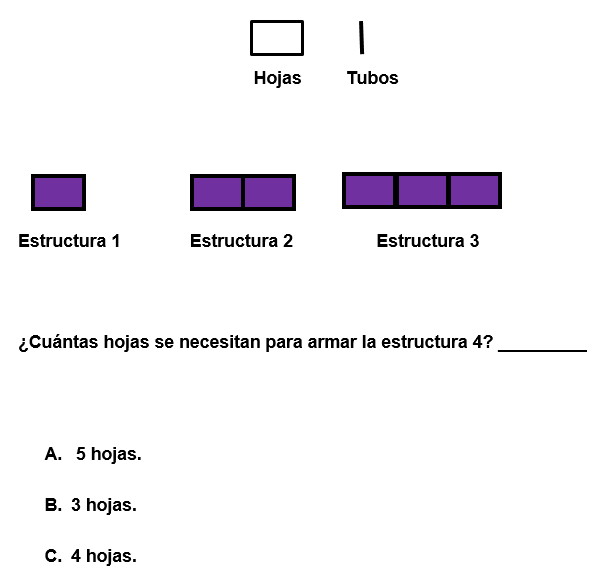 Hojas Tubos
Estructura 1 Estructura 2 Estructura 3
¿Cuántas hojas se necesitan para armar la estructura 4? _________
A. 5 hojas.
B. 3 hojas.
C. 4 hojas.